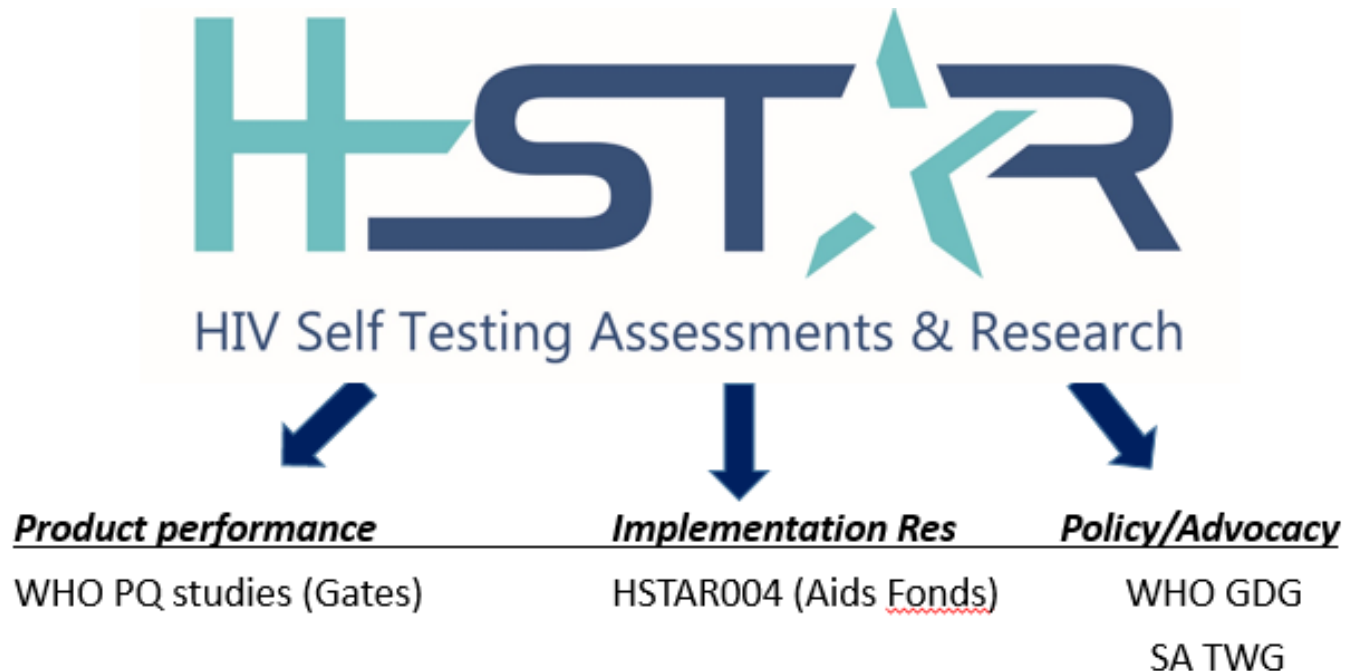 H-STAR
HIV Self Testing Assessments & Research
Product performance Implementation Res Policy/Advocacy
WHO PQ studies (Gates) HSTAR004 (Aids Fonds) WHO GDG
SA TWG